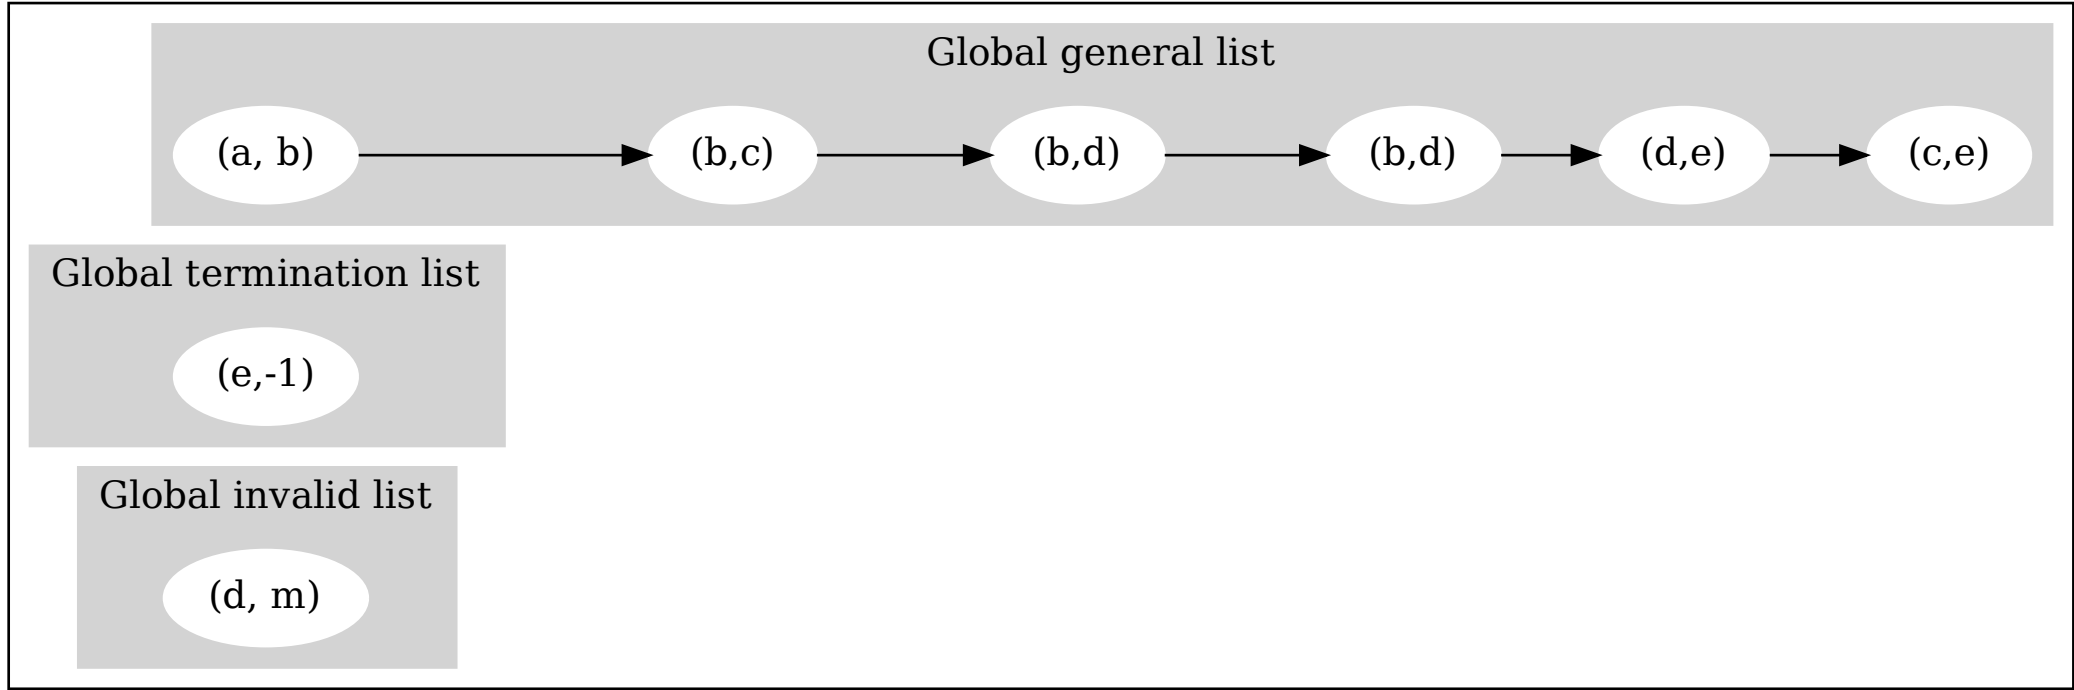 Global general list
(a, b) (b,c) (b,d) (b,d) (d,e) (c,e)
Global termination list
(e,-1)
Global invalid list
(d, m)